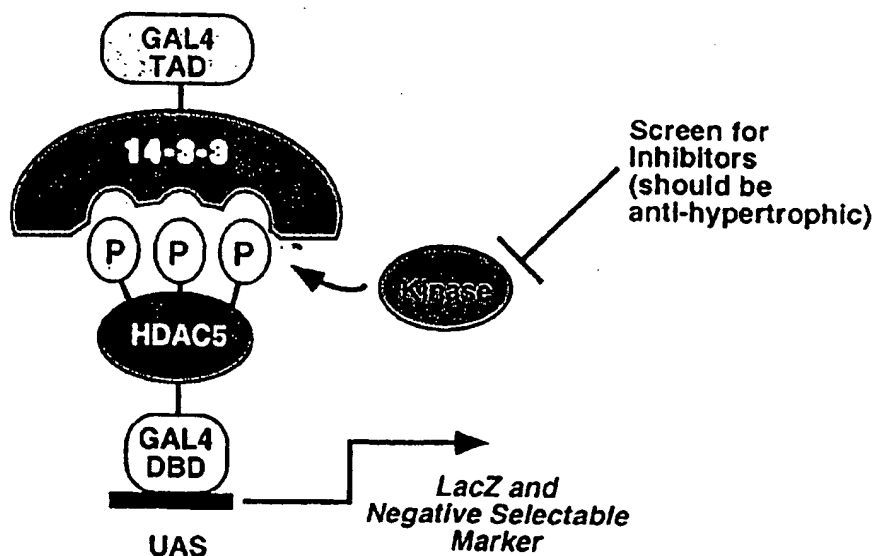 GAL4
TAD
14-3-3
Screen for
Inhibitors
(should be
anti-hypertrophic)
P P P
Kinase
HDAC5
GAL4
DBD
LacZ and
Negative Selectable
Marker
UAS